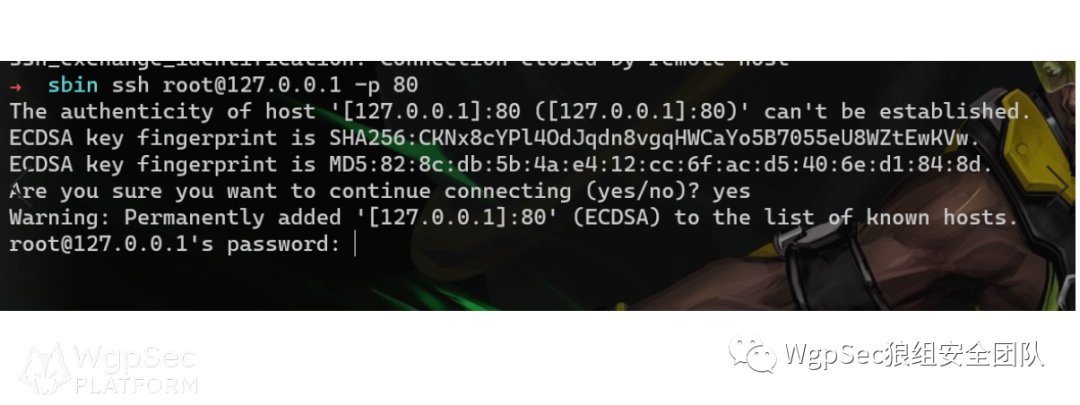 ssh_exchange_identification: Connection closed by remote host
→ sbin ssh root@127.0.0.1 -p 80
The authenticity of host '[127.0.0.1]:80 ([127.0.0.1]:80)' can't be established.
ECDSA key fingerprint is SHA256:CKNx8cYPl4OdJqdn8vgqHWCaYo5B7055eU8WZtEwKVw.
ECDSA key fingerprint is MD5:82:8c:db:5b:4a:e4:12:cc:6f:ac:d5:40:6e:d1:84:8d.
Are you sure you want to continue connecting (yes/no)? yes
Warning: Permanently added '[127.0.0.1]:80' (ECDSA) to the list of known hosts.
root@127.0.0.1's password:
WgpSec
PLATFORM
WgpSec狼组安全团队